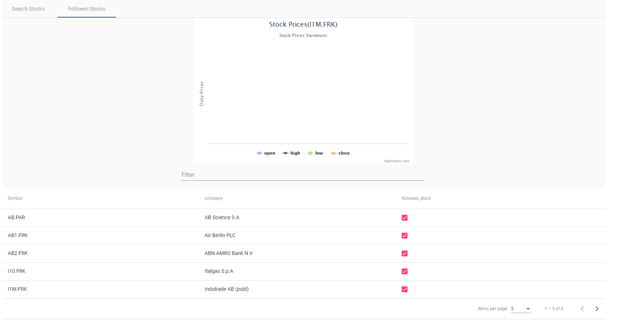 Search Stocks
Followed Stocks
Stock Prices(I1M.FRK)
Stock Prices Variations
Daily Prices
open high low close
Highcharts.com
Filter
Symbol company followed_stock
AB.PAR AB Science S.A
AB1.FRK Air Berlin PLC
AB2.FRK ABN AMRO Bank N.V
I10.FRK Italgas S.p.A
I1M.FRK Indutrade AB (publ)
Items per page: 5 1 – 5 of 6